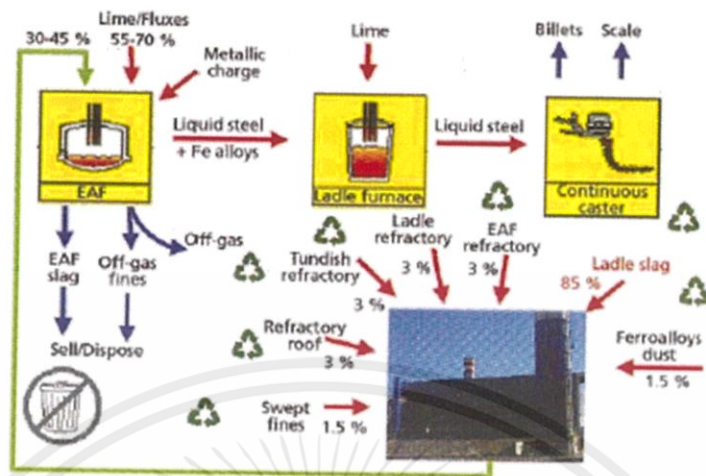 Lime/Fluxes
30-45 %
55-70 %
Metallic
charge
Lime
Billets
Scale
Liquid steel
+ Fe alloys
Liquid steel
EAF
Ladle furnace
Continuous
caster
Off-gas
EAF
slag
Off-gas
fines
Sell/Dispose
Tundish
refractory
3 %
Ladle
refractory
3 %
EAF
refractory
3 %
Ladle slag
85 %
Refractory
roof
3 %
Ferroalloys
dust
1.5 %
Swept
fines
1.5 %